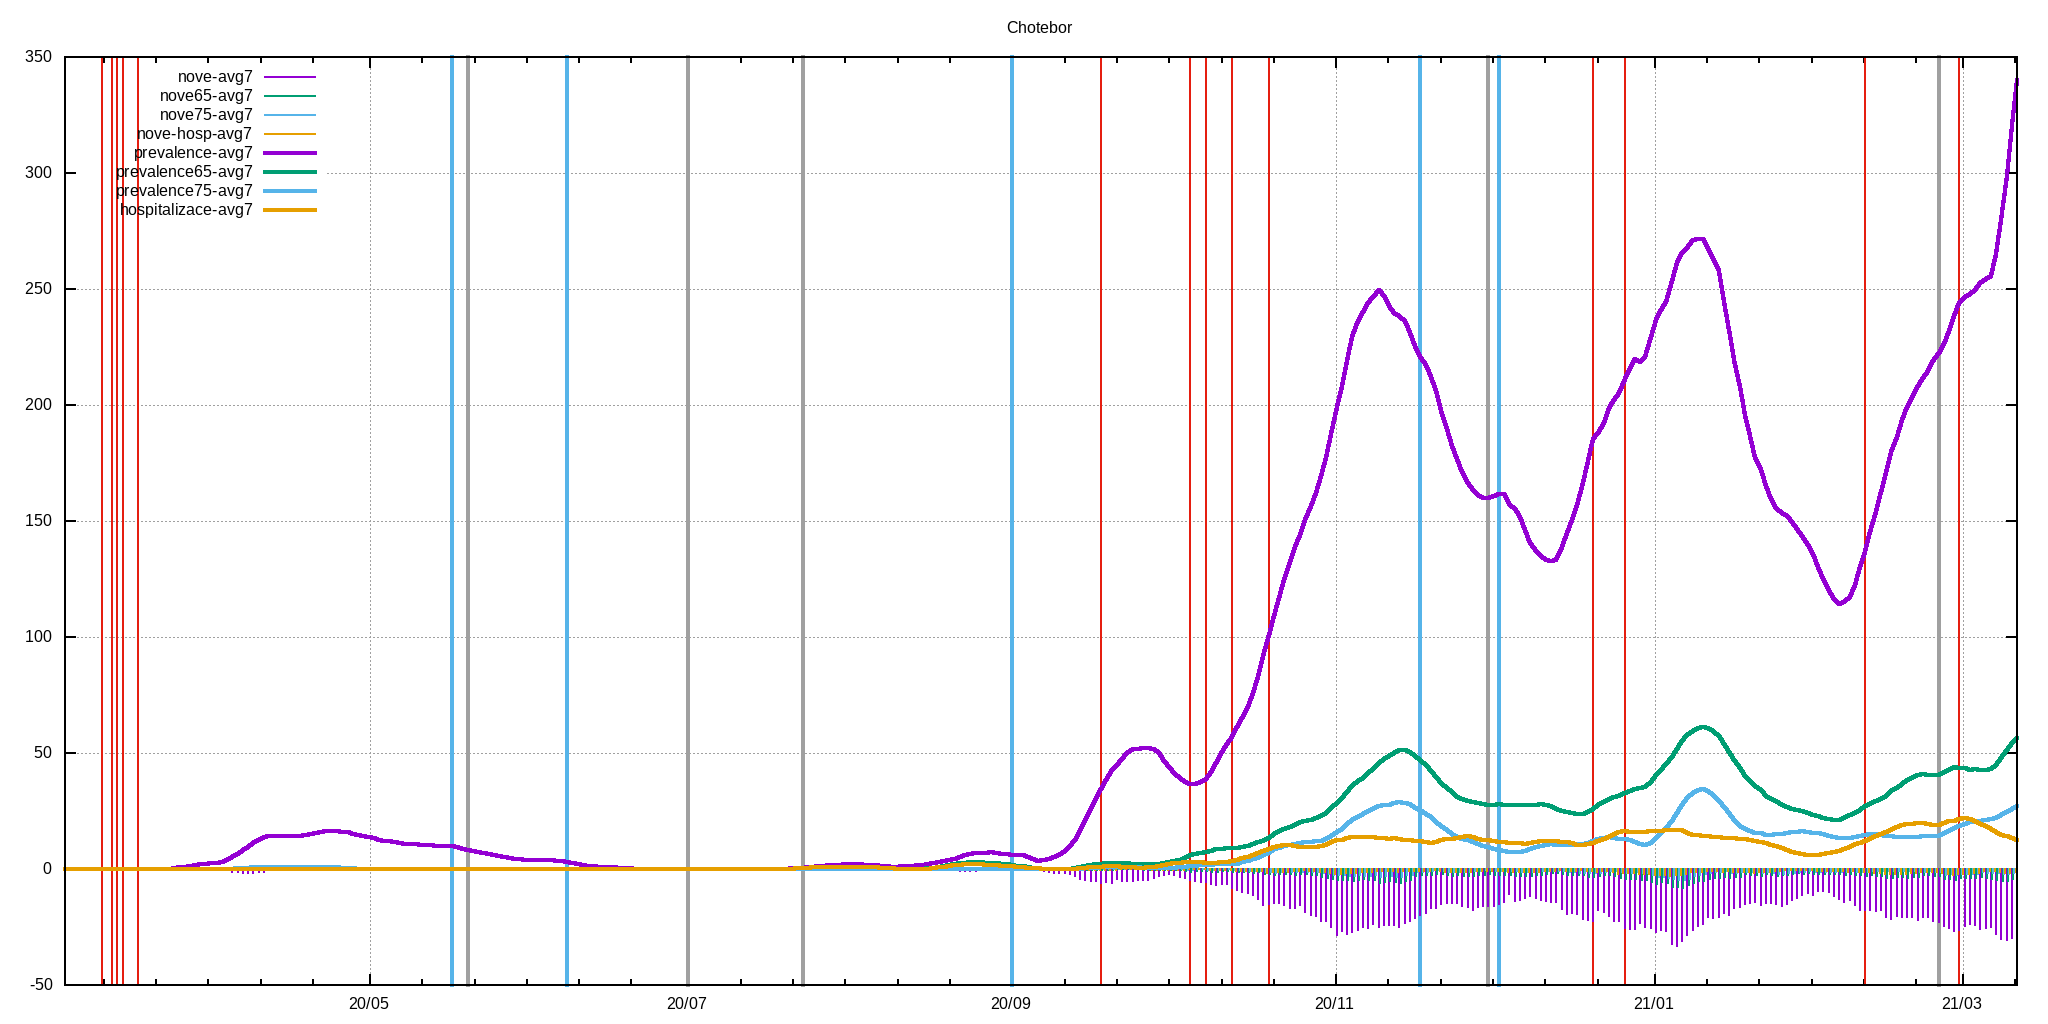 Chotebor
350
300
250
200
150
100
50
0
-50
nove-avg7
nove65-avg7
nove75-avg7
nove-hosp-avg7
prevalence-avg7
prevalence65-avg7
prevalence75-avg7
hospitalizace-avg7
20/05 20/07 20/09 20/11 21/01 21/03